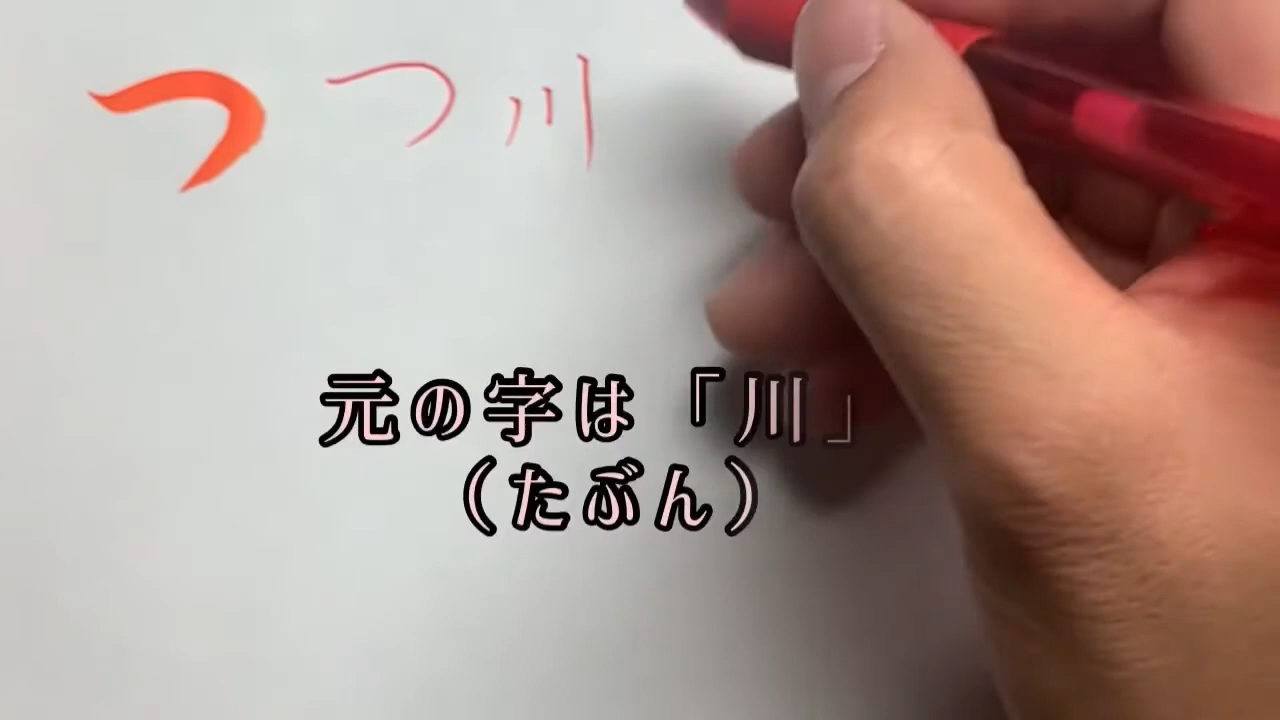 つ つ 川
元の字は「川」
（たぶん）